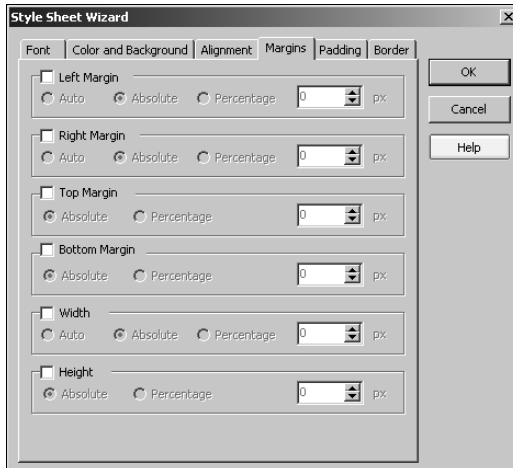 Style Sheet Wizard
Font Color and Background Alignment Margins Padding Border
Left Margin
Auto Absolute Percentage 0 px
Right Margin
Auto Absolute Percentage 0 px
Top Margin
Absolute Percentage 0 px
Bottom Margin
Absolute Percentage 0 px
Width
Auto Absolute Percentage 0 px
Height
Absolute Percentage 0 px
OK
Cancel
Help